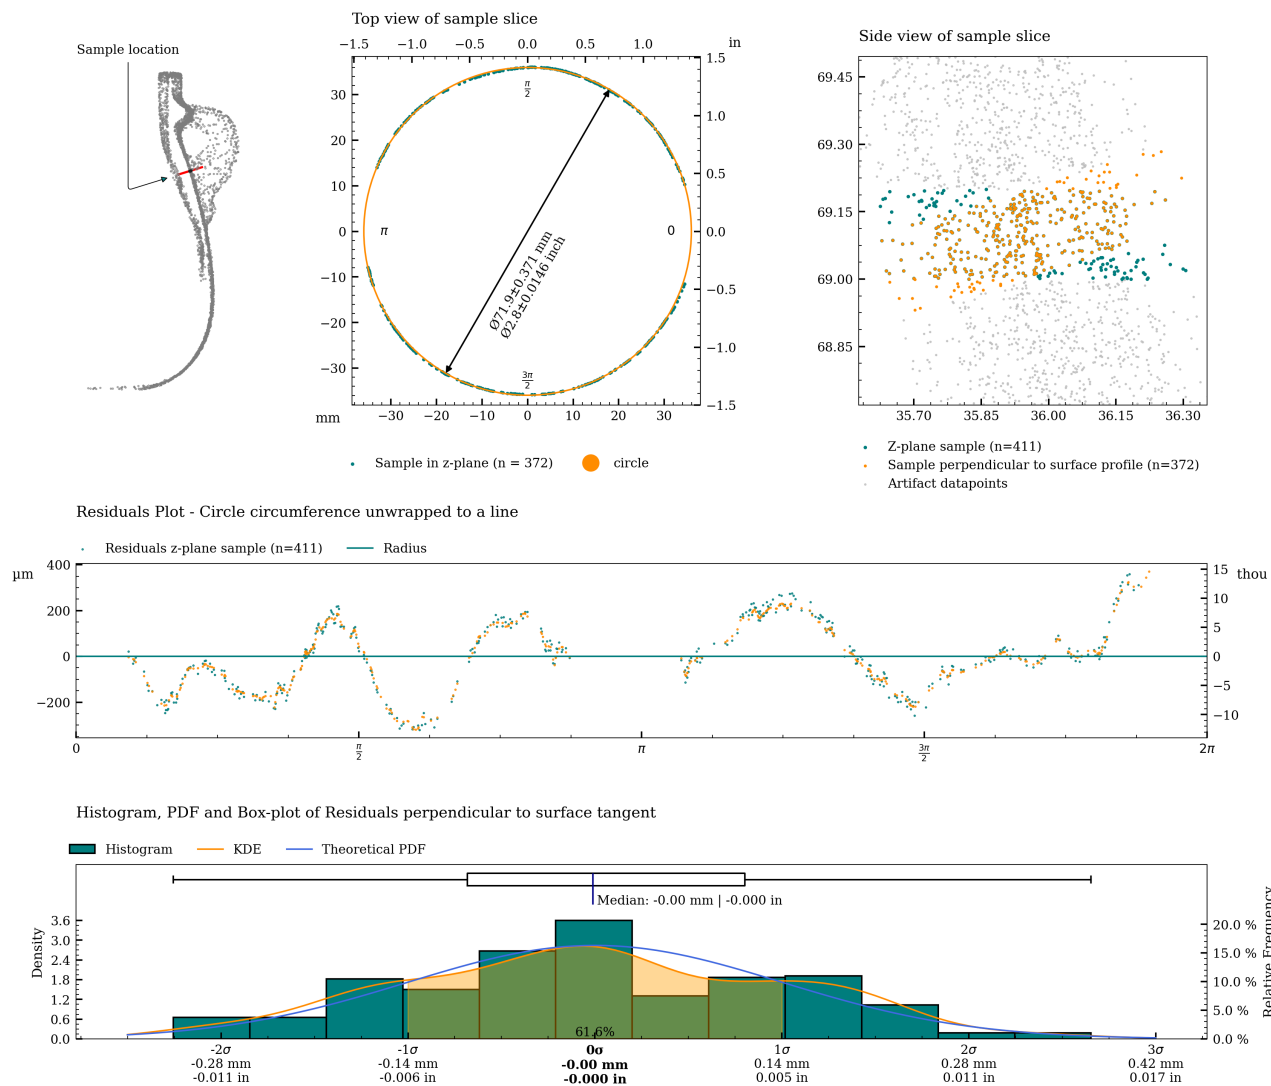 Sample location
Top view of sample slice
−1.5 −1.0 −0.5 0.0 0.5 1.0 in
30
20
10
0
−10
−20
−30
mm
−30 −20 −10 0 10 20 30
1.5
1.0
0.5
0.0
−0.5
−1.0
−1.5
π/2
π
0
3π/2
Ø71.9±0.371 mm
Ø2.8±0.0146 inch
Sample in z-plane (n = 372) circle
Side view of sample slice
69.45
69.30
69.15
69.00
68.85
35.70 35.85 36.00 36.15 36.30
Z-plane sample (n=411)
Sample perpendicular to surface profile (n=372)
Artifact datapoints
Residuals Plot - Circle circumference unwrapped to a line
Residuals z-plane sample (n=411) Radius
µm
400
200
0
−200
15 thou
10
5
0
−5
−10
0 π/2 π 3π/2 2π
Histogram, PDF and Box-plot of Residuals perpendicular to surface tangent
Histogram KDE Theoretical PDF
Median: -0.00 mm | -0.000 in
Density
3.6
3.0
2.4
1.8
1.2
0.6
0.0
20.0 %
15.0 %
10.0 %
5.0 %
0.0 %
Relative Frequency
61.6%
-2σ -1σ 0σ 1σ 2σ 3σ
-0.28 mm -0.14 mm -0.00 mm 0.14 mm 0.28 mm 0.42 mm
-0.011 in -0.006 in -0.000 in 0.005 in 0.011 in 0.017 in